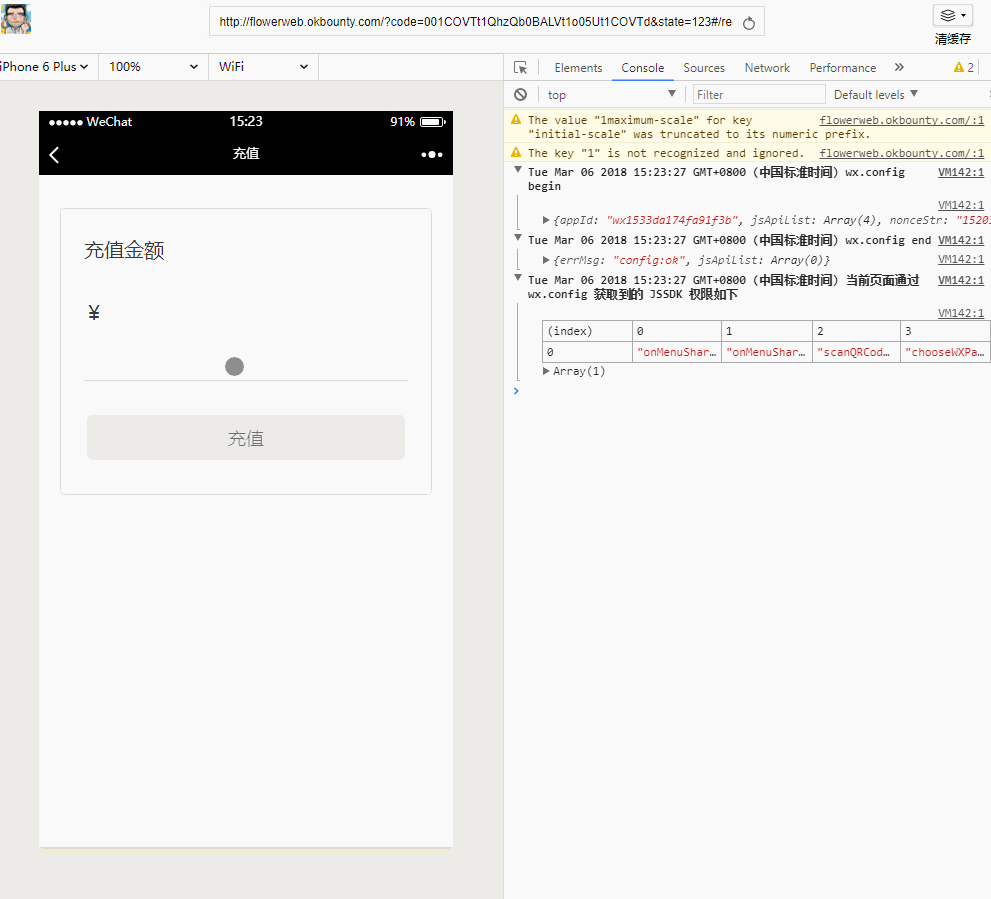 http://flowerweb.okbounty.com/?code=001COVTt1QhzQb0BALVt1o05Ut1COVTd&state=123#/re
清缓存
iPhone 6 Plus 100% WiFi
Elements Console Sources Network Performance » 2
top Filter Default levels
WeChat 15:23 91%
充值
充值金额
¥
充值
The value "1maximum-scale" for key flowerweb.okbounty.com/:1
"initial-scale" was truncated to its numeric prefix.
The key "1" is not recognized and ignored. flowerweb.okbounty.com/:1
Tue Mar 06 2018 15:23:27 GMT+0800 (中国标准时间) wx.config VM142:1
begin
VM142:1
{appId: "wx1533da174fa91f3b", jsApiList: Array(4), nonceStr: "1520
Tue Mar 06 2018 15:23:27 GMT+0800 (中国标准时间) wx.config end VM142:1
{errMsg: "config:ok", jsApiList: Array(0)} VM142:1
Tue Mar 06 2018 15:23:27 GMT+0800 (中国标准时间) 当前页面通过 VM142:1
wx.config 获取到的 JSSDK 权限如下
VM142:1
(index) 0 1 2 3
0 "onMenuShar… "onMenuShar… "scanQRCod… "chooseWXPa…
Array(1)